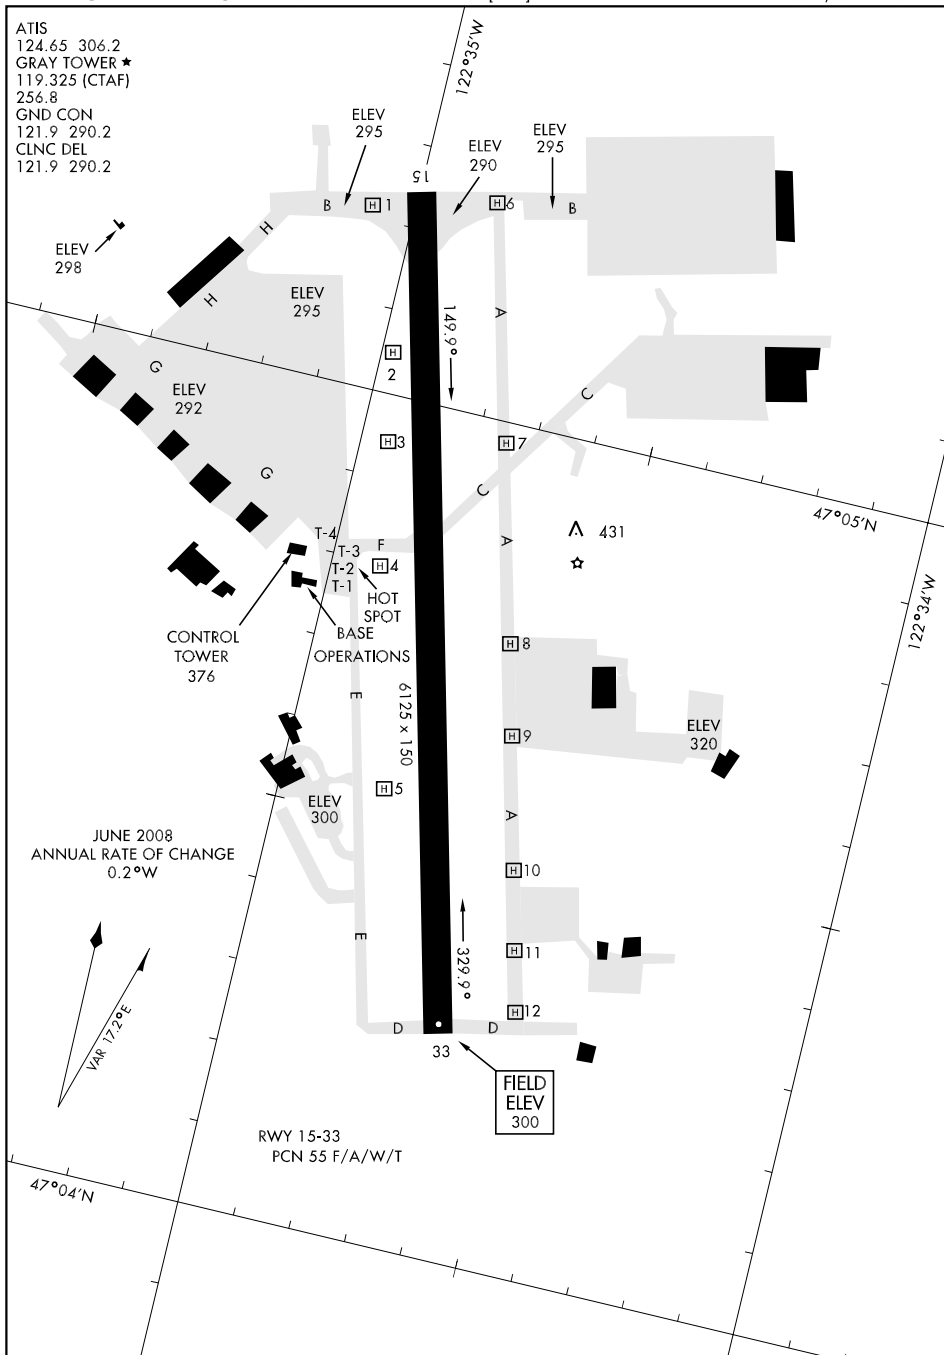 ATIS
124.65 306.2
GRAY TOWER ★
119.325 (CTAF)
256.8
GND CON
121.9 290.2
CLNC DEL
121.9 290.2
122°35'W
ELEV
295
ELEV
290
ELEV
295
15
B
H 1
H 6
B
H
ELEV
298
H
ELEV
295
149.9°
A
H
2
G
ELEV
292
C
H 3
H 7
G
C
47°05'N
T-4
T-3
T-2
T-1
F
A
431
H 4
HOT
SPOT
CONTROL
TOWER
376
BASE
OPERATIONS
122°34'W
H 8
E
6125 x 150
H 9
ELEV
320
H 5
ELEV
300
A
JUNE 2008
ANNUAL RATE OF CHANGE
0.2°W
H 10
E
329.9°
H 11
VAR 17.2°E
H 12
D
D
33
FIELD
ELEV
300
RWY 15-33
PCN 55 F/A/W/T
47°04'N